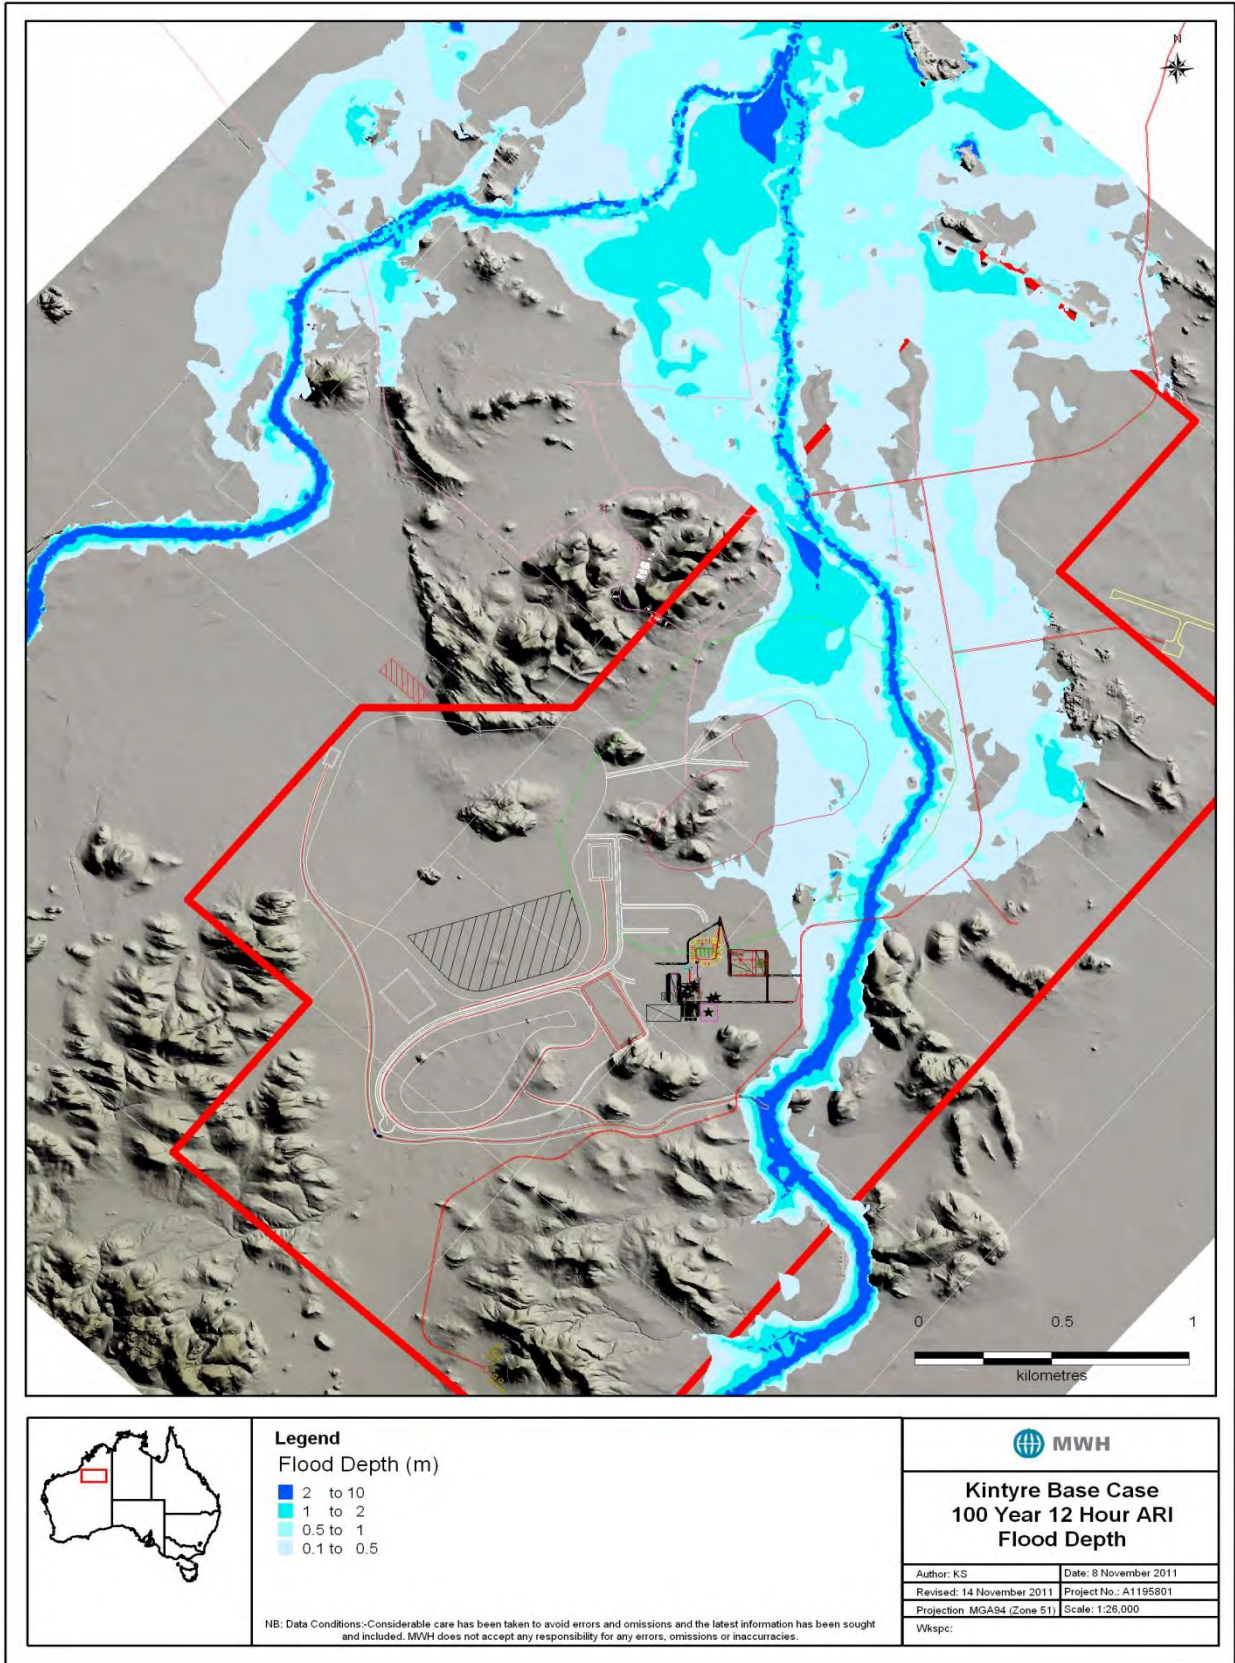 N
0 0.5 1
kilometres
Legend
Flood Depth (m)
2 to 10
1 to 2
0.5 to 1
0.1 to 0.5
NB: Data Conditions:-Considerable care has been taken to avoid errors and omissions and the latest information has been sought
and included. MWH does not accept any responsibility for any errors, omissions or inaccurracies.
MWH
Kintyre Base Case
100 Year 12 Hour ARI
Flood Depth
Author: KS Date: 8 November 2011
Revised: 14 November 2011 Project No.: A1195801
Projection MGA94 (Zone 51) Scale: 1:26,000
Wkspc: